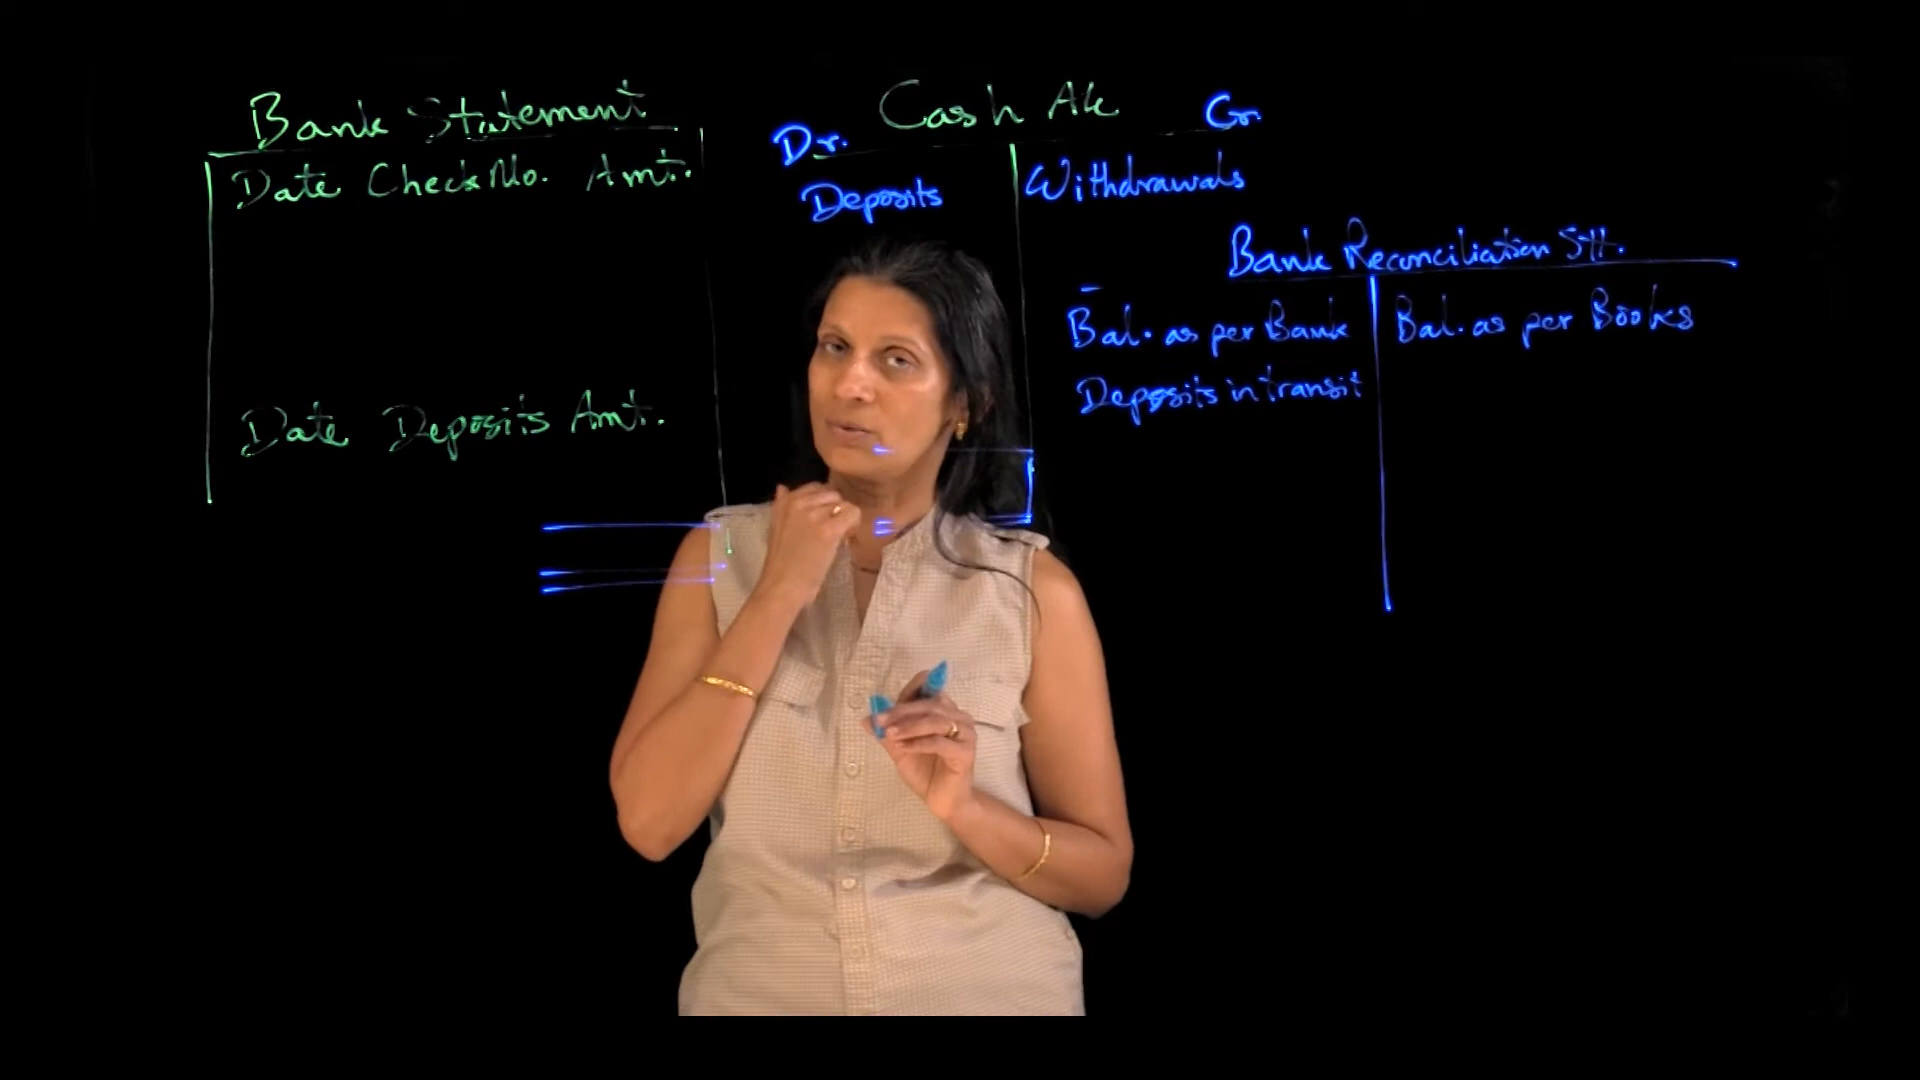 Bank Statement
Date Check No. Amt.
Date Deposits Amt.
Cash A/c
Dr. Cr.
Deposits Withdrawals
Bank Reconciliation Stt.
Bal. as per Bank Bal. as per Books
Deposits in transit